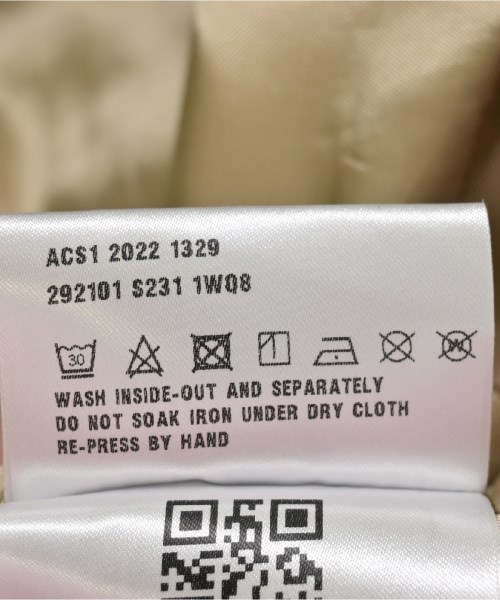 ACS1 2022 1329
292101 S231 1WQ8
30 W
WASH INSIDE-OUT AND SEPARATELY
DO NOT SOAK IRON UNDER DRY CLOTH
RE-PRESS BY HAND